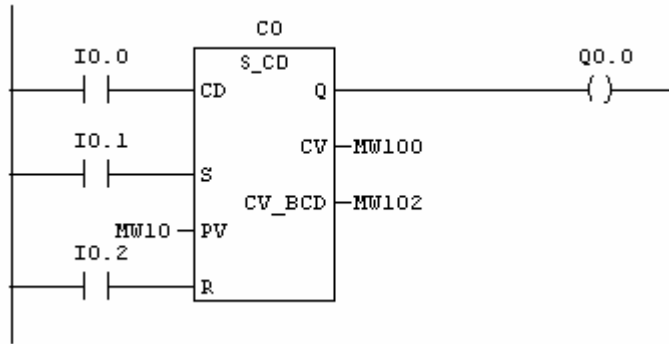 C0
I0.0 S_CD Q0.0
CD Q
I0.1 CV MW100
S
CV_BCD MW102
MW10 PV
I0.2
R